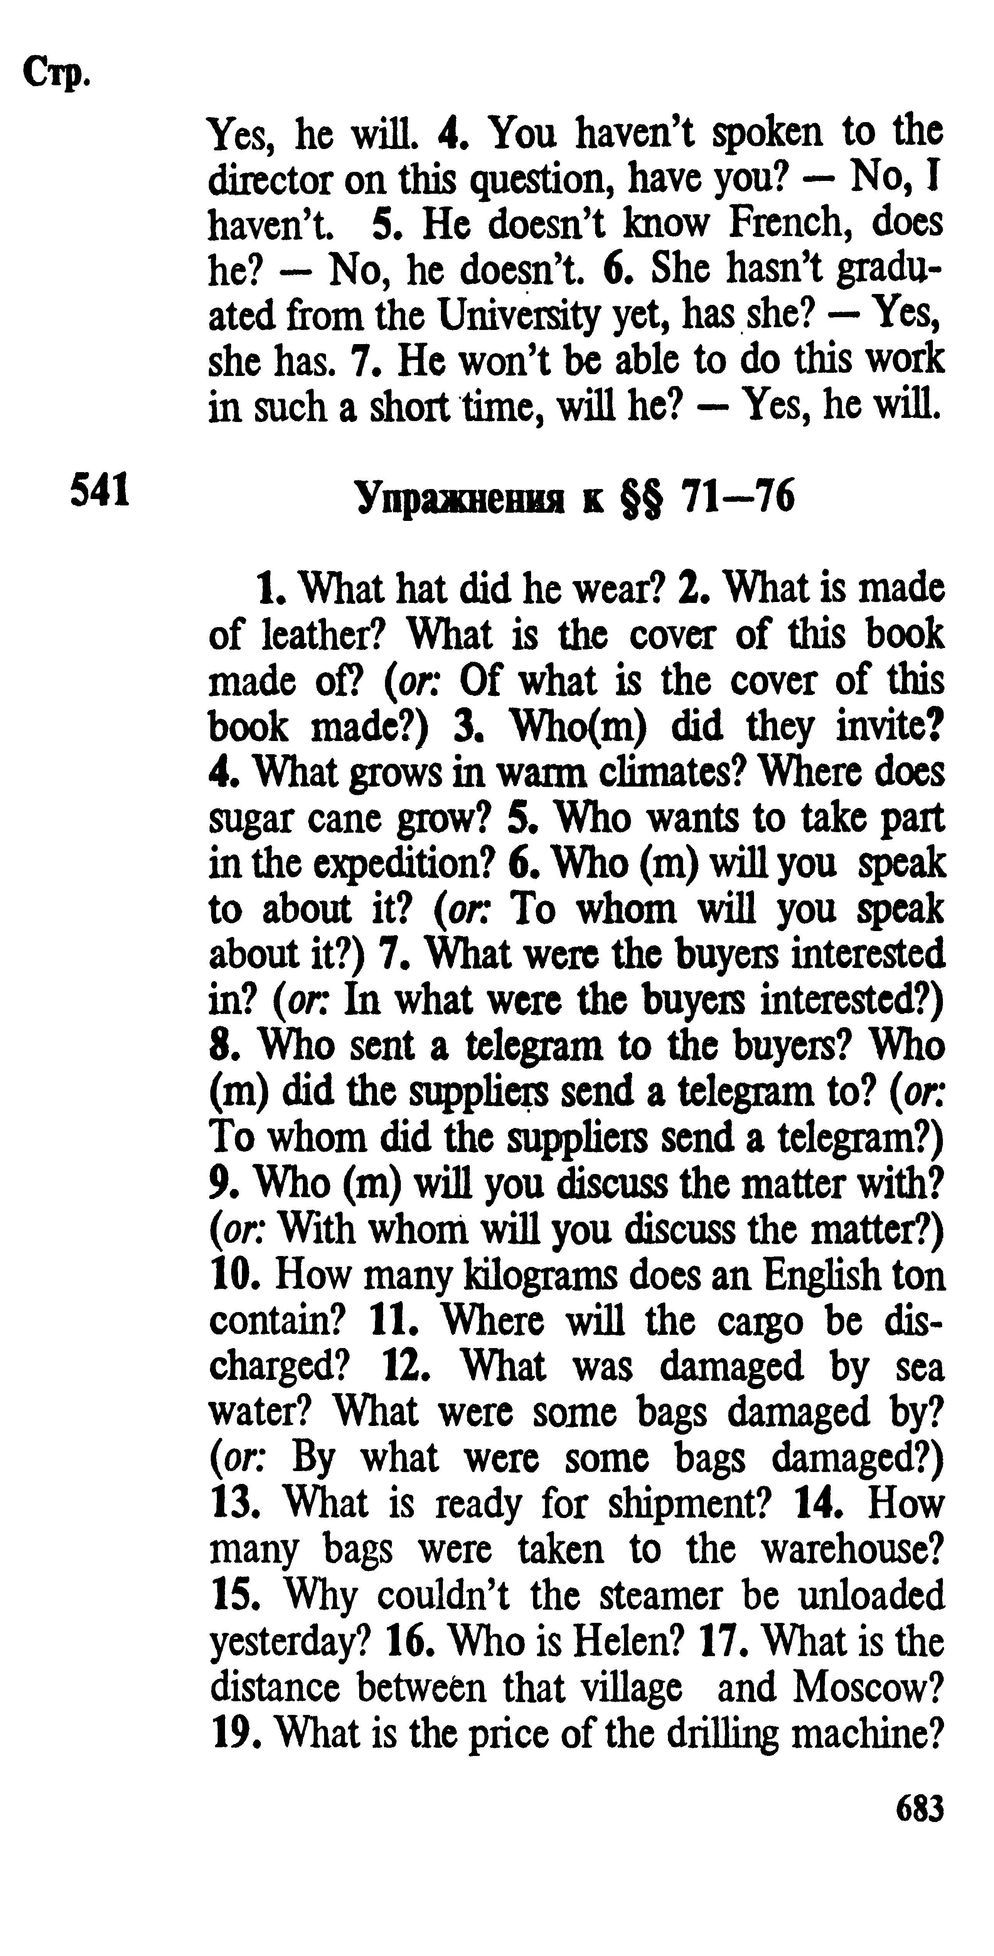 Стр.
Yes, he will. 4. You haven't spoken to the
director on this question, have you? — No, I
haven't. 5. He doesn't know French, does
he? — No, he doesn't. 6. She hasn't gradu-
ated from the University yet, has she? — Yes,
she has. 7. He won't be able to do this work
in such a short time, will he? — Yes, he will.
541 Упражнения к §§ 71—76
1. What hat did he wear? 2. What is made
of leather? What is the cover of this book
made of? (or: Of what is the cover of this
book made?) 3. Who(m) did they invite?
4. What grows in warm climates? Where does
sugar cane grow? 5. Who wants to take part
in the expedition? 6. Who (m) will you speak
to about it? (or: To whom will you speak
about it?) 7. What were the buyers interested
in? (or: In what were the buyers interested?)
8. Who sent a telegram to the buyers? Who
(m) did the suppliers send a telegram to? (or:
To whom did the suppliers send a telegram?)
9. Who (m) will you discuss the matter with?
(or: With whom will you discuss the matter?)
10. How many kilograms does an English ton
contain? 11. Where will the cargo be dis-
charged? 12. What was damaged by sea
water? What were some bags damaged by?
(or: By what were some bags damaged?)
13. What is ready for shipment? 14. How
many bags were taken to the warehouse?
15. Why couldn't the steamer be unloaded
yesterday? 16. Who is Helen? 17. What is the
distance between that village and Moscow?
19. What is the price of the drilling machine?
683